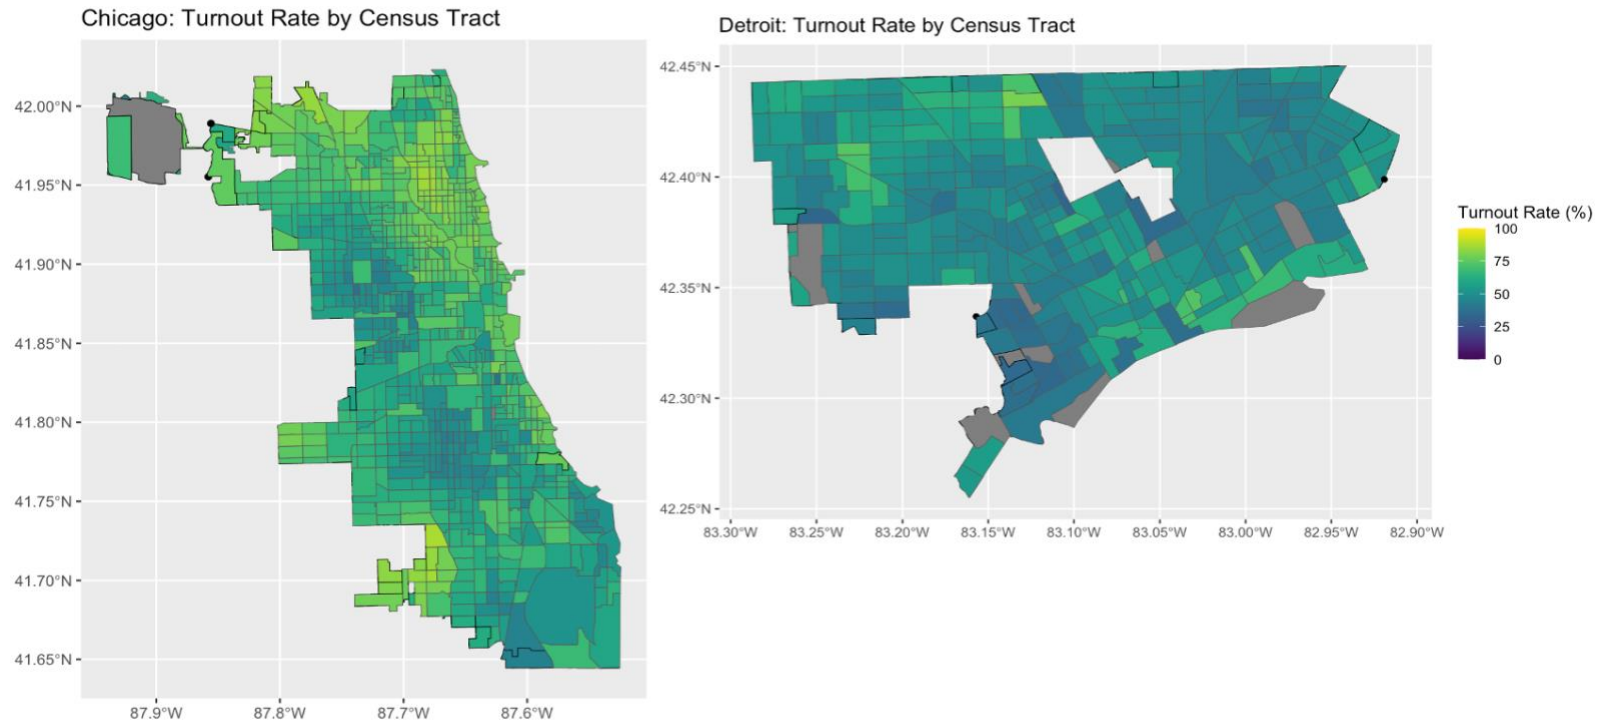 Chicago: Turnout Rate by Census Tract
42.00°N
41.95°N
41.90°N
41.85°N
41.80°N
41.75°N
41.70°N
41.65°N
87.9°W 87.8°W 87.7°W 87.6°W
Detroit: Turnout Rate by Census Tract
42.45°N
42.40°N
42.35°N
42.30°N
42.25°N
83.30°W 83.25°W 83.20°W 83.15°W 83.10°W 83.05°W 83.00°W 82.95°W 82.90°W
Turnout Rate (%)
100
75
50
25
0